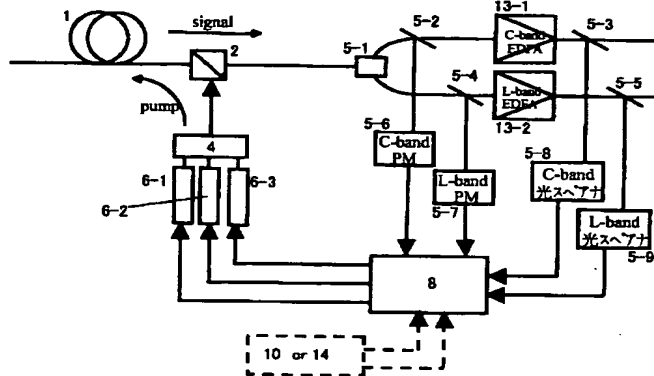 1
signal
2
5-1
5-2
13-1
C-band
EDFA
5-3
5-4
L-band
EDFA
13-2
5-5
pump
4
6-1
6-2
6-3
5-6
C-band
PM
L-band
PM
5-7
5-8
C-band
光スペアナ
L-band
光スペアナ
5-9
8
10 or 14